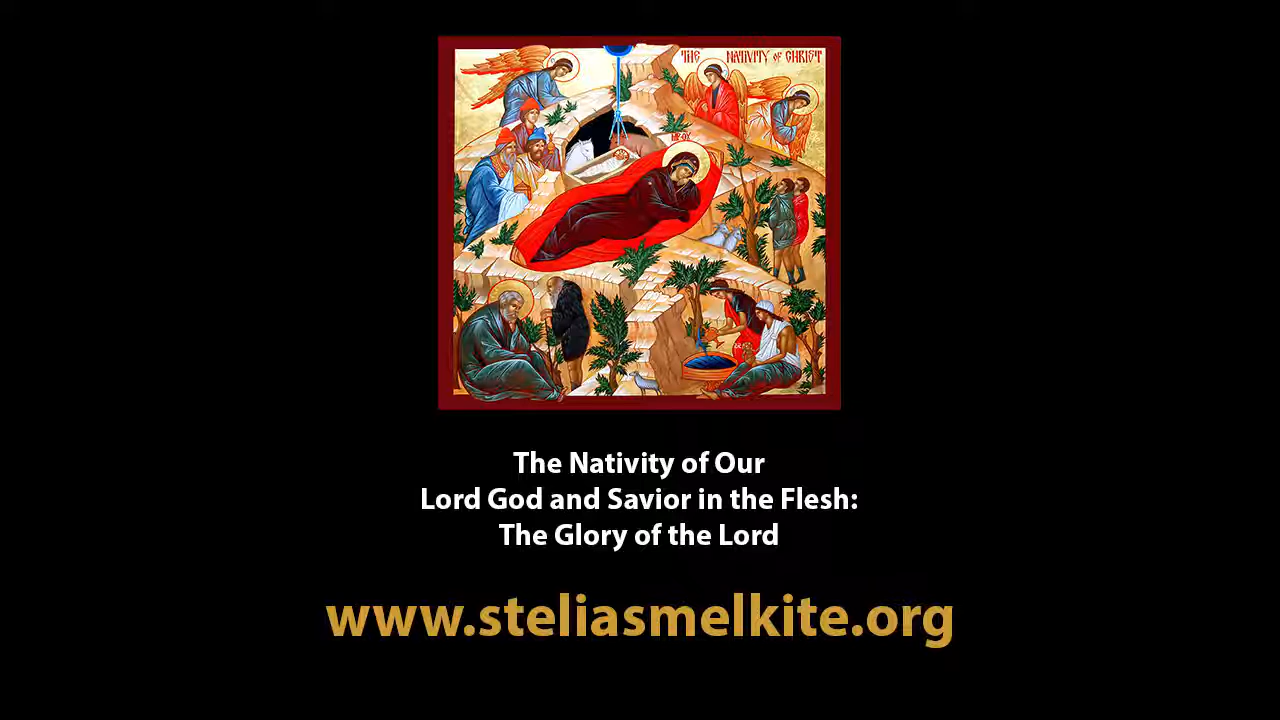 THE NATIVITY OF CHRIST
The Nativity of Our
Lord God and Savior in the Flesh:
The Glory of the Lord
www.steliasmelkite.org